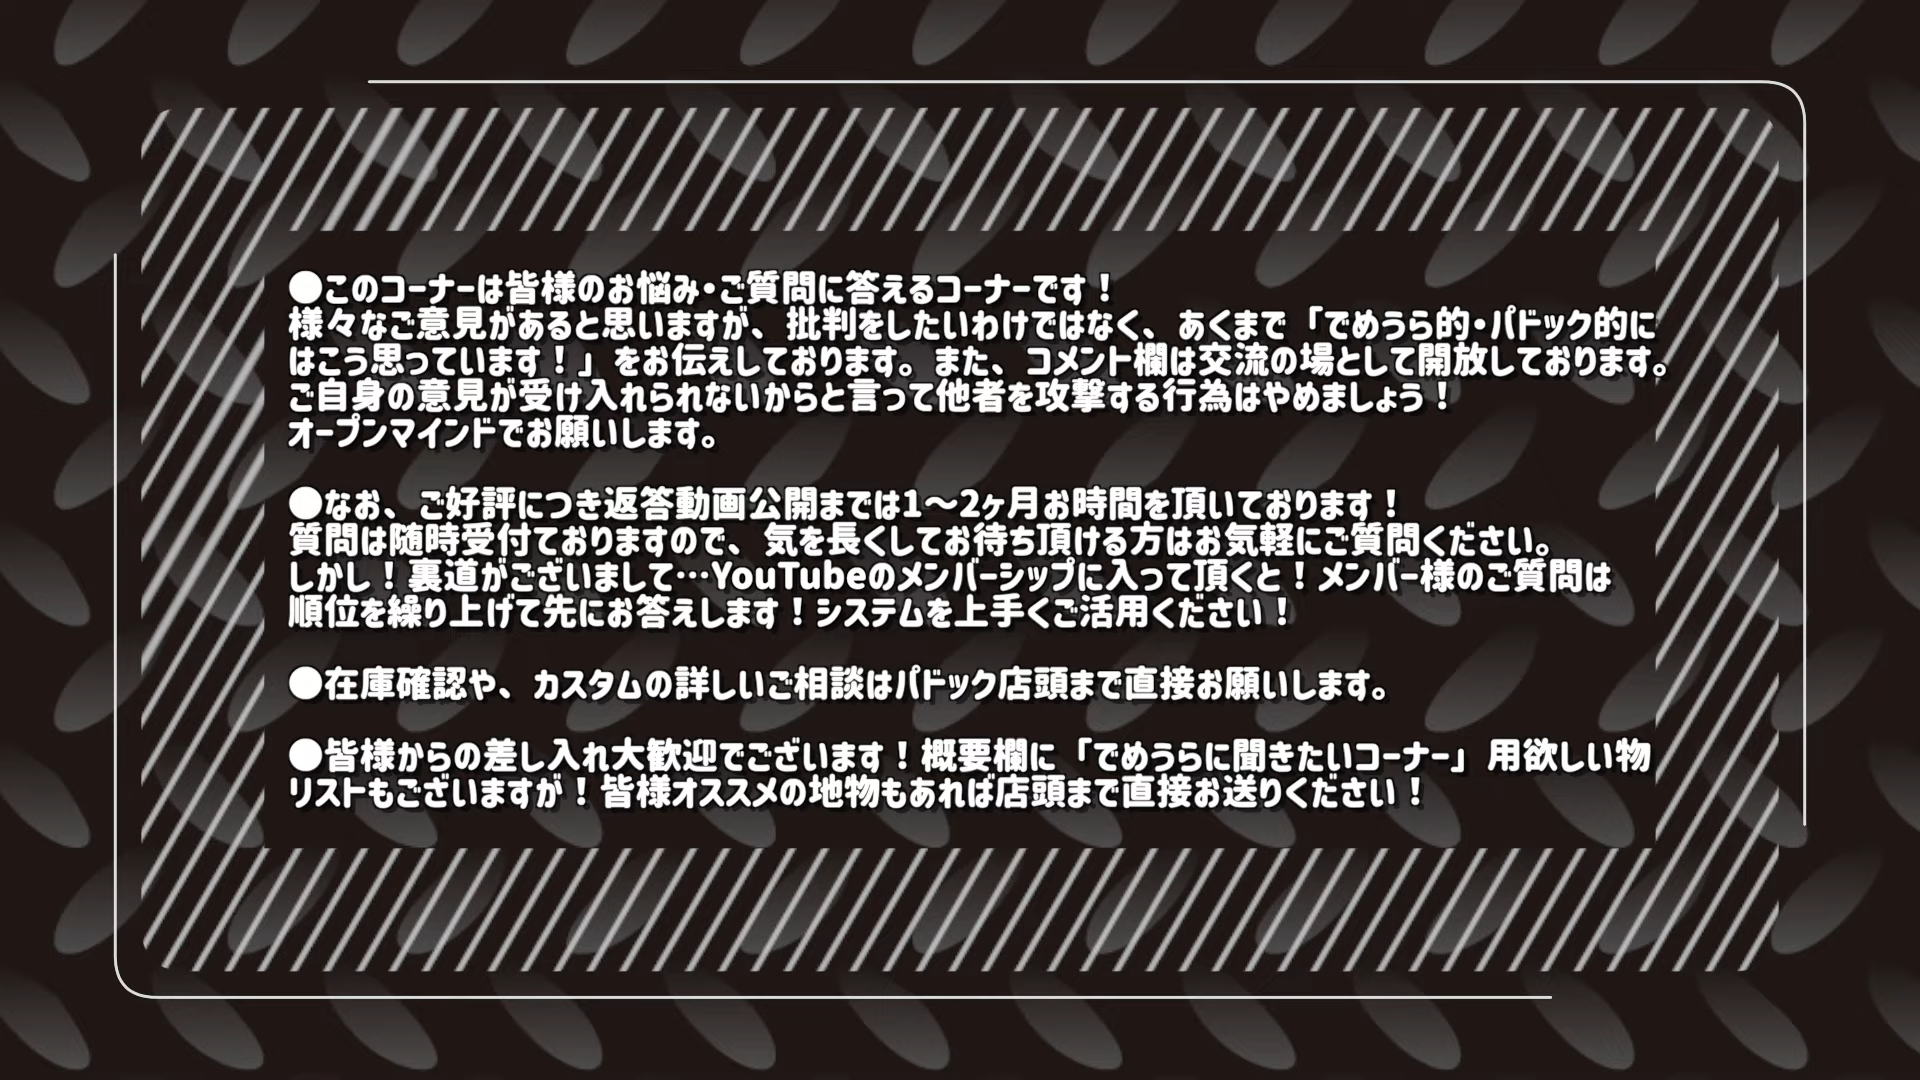 ●このコーナーは皆様のお悩み・ご質問に答えるコーナーです！
様々なご意見があると思いますが、批判をしたいわけではなく、あくまで「でめうら的・パドック的に
はこう思っています！」をお伝えしております。また、コメント欄は交流の場として開放しております。
ご自身の意見が受け入れられないからと言って他者を攻撃する行為はやめましょう！
オープンマインドでお願いします。
●なお、ご好評につき返答動画公開までは1〜2ヶ月お時間を頂いております！
質問は随時受付ておりますので、気を長くしてお待ち頂ける方はお気軽にご質問ください。
しかし！裏道がございまして…YouTubeのメンバーシップに入って頂くと！メンバー様のご質問は
順位を繰り上げて先にお答えします！システムを上手くご活用ください！
●在庫確認や、カスタムの詳しいご相談はパドック店頭まで直接お願いします。
●皆様からの差し入れ大歓迎でございます！概要欄に「でめうらに聞きたいコーナー」用欲しい物
リストもございますが！皆様オススメの地物もあれば店頭まで直接お送りください！